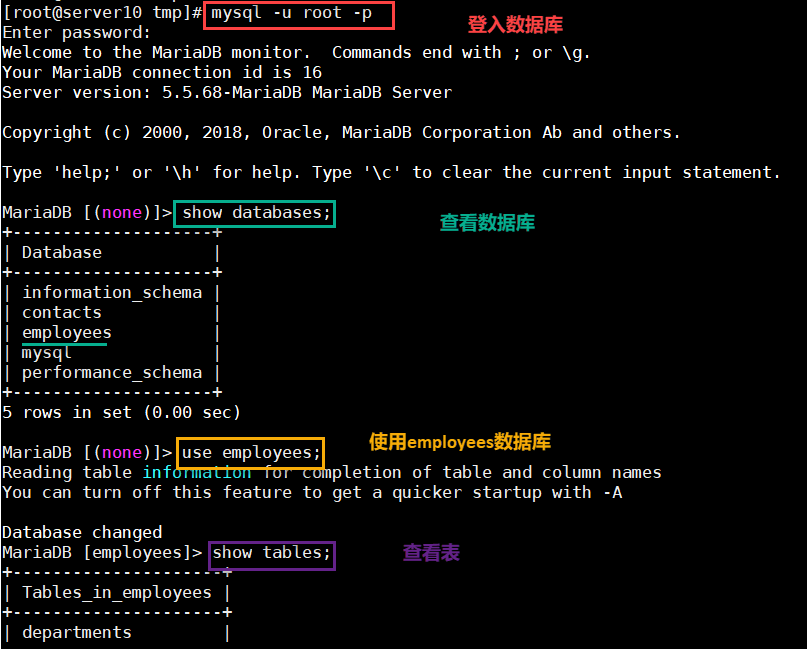 [root@server10 tmp]# mysql -u root -p
登入数据库
Enter password:
Welcome to the MariaDB monitor.  Commands end with ; or \g.
Your MariaDB connection id is 16
Server version: 5.5.68-MariaDB MariaDB Server
Copyright (c) 2000, 2018, Oracle, MariaDB Corporation Ab and others.
Type 'help;' or '\h' for help. Type '\c' to clear the current input statement.
MariaDB [(none)]> show databases;
查看数据库
+--------------------+
| Database           |
+--------------------+
| information_schema |
| contacts           |
| employees          |
| mysql              |
| performance_schema |
+--------------------+
5 rows in set (0.00 sec)
使用employees数据库
MariaDB [(none)]> use employees;
Reading table information for completion of table and column names
You can turn off this feature to get a quicker startup with -A
Database changed
MariaDB [employees]> show tables;
查看表
+---------------------+
| Tables_in_employees |
+---------------------+
| departments         |